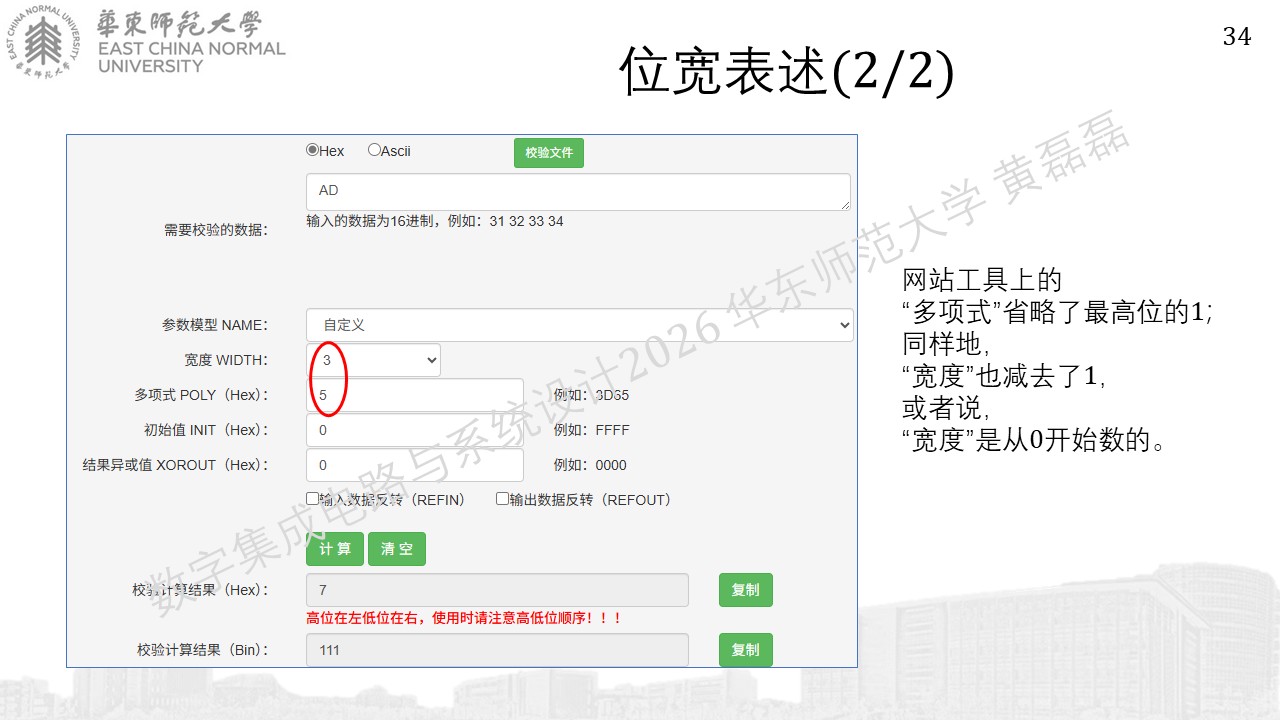 華東師範大學
EAST CHINA NORMAL
UNIVERSITY
EAST CHINA NORMAL UNIVERSITY
華東師範大學
34
位宽表述(2/2)
Hex Ascii 校验文件
AD
需要校验的数据：
输入的数据为16进制，例如：31 32 33 34
参数模型 NAME： 自定义
宽度 WIDTH： 3
多项式 POLY（Hex）： 5 例如：3D65
初始值 INIT（Hex）： 0 例如：FFFF
结果异或值 XOROUT（Hex）： 0 例如：0000
输入数据反转（REFIN） 输出数据反转（REFOUT）
计 算 清 空
校验计算结果（Hex）： 7 复制
高位在左低位在右，使用时请注意高低位顺序！！！
校验计算结果（Bin）： 111 复制
网站工具上的
“多项式”省略了最高位的1；
同样地，
“宽度”也减去了1，
或者说，
“宽度”是从0开始数的。
数字集成电路与系统设计2026 华东师范大学 黄磊磊